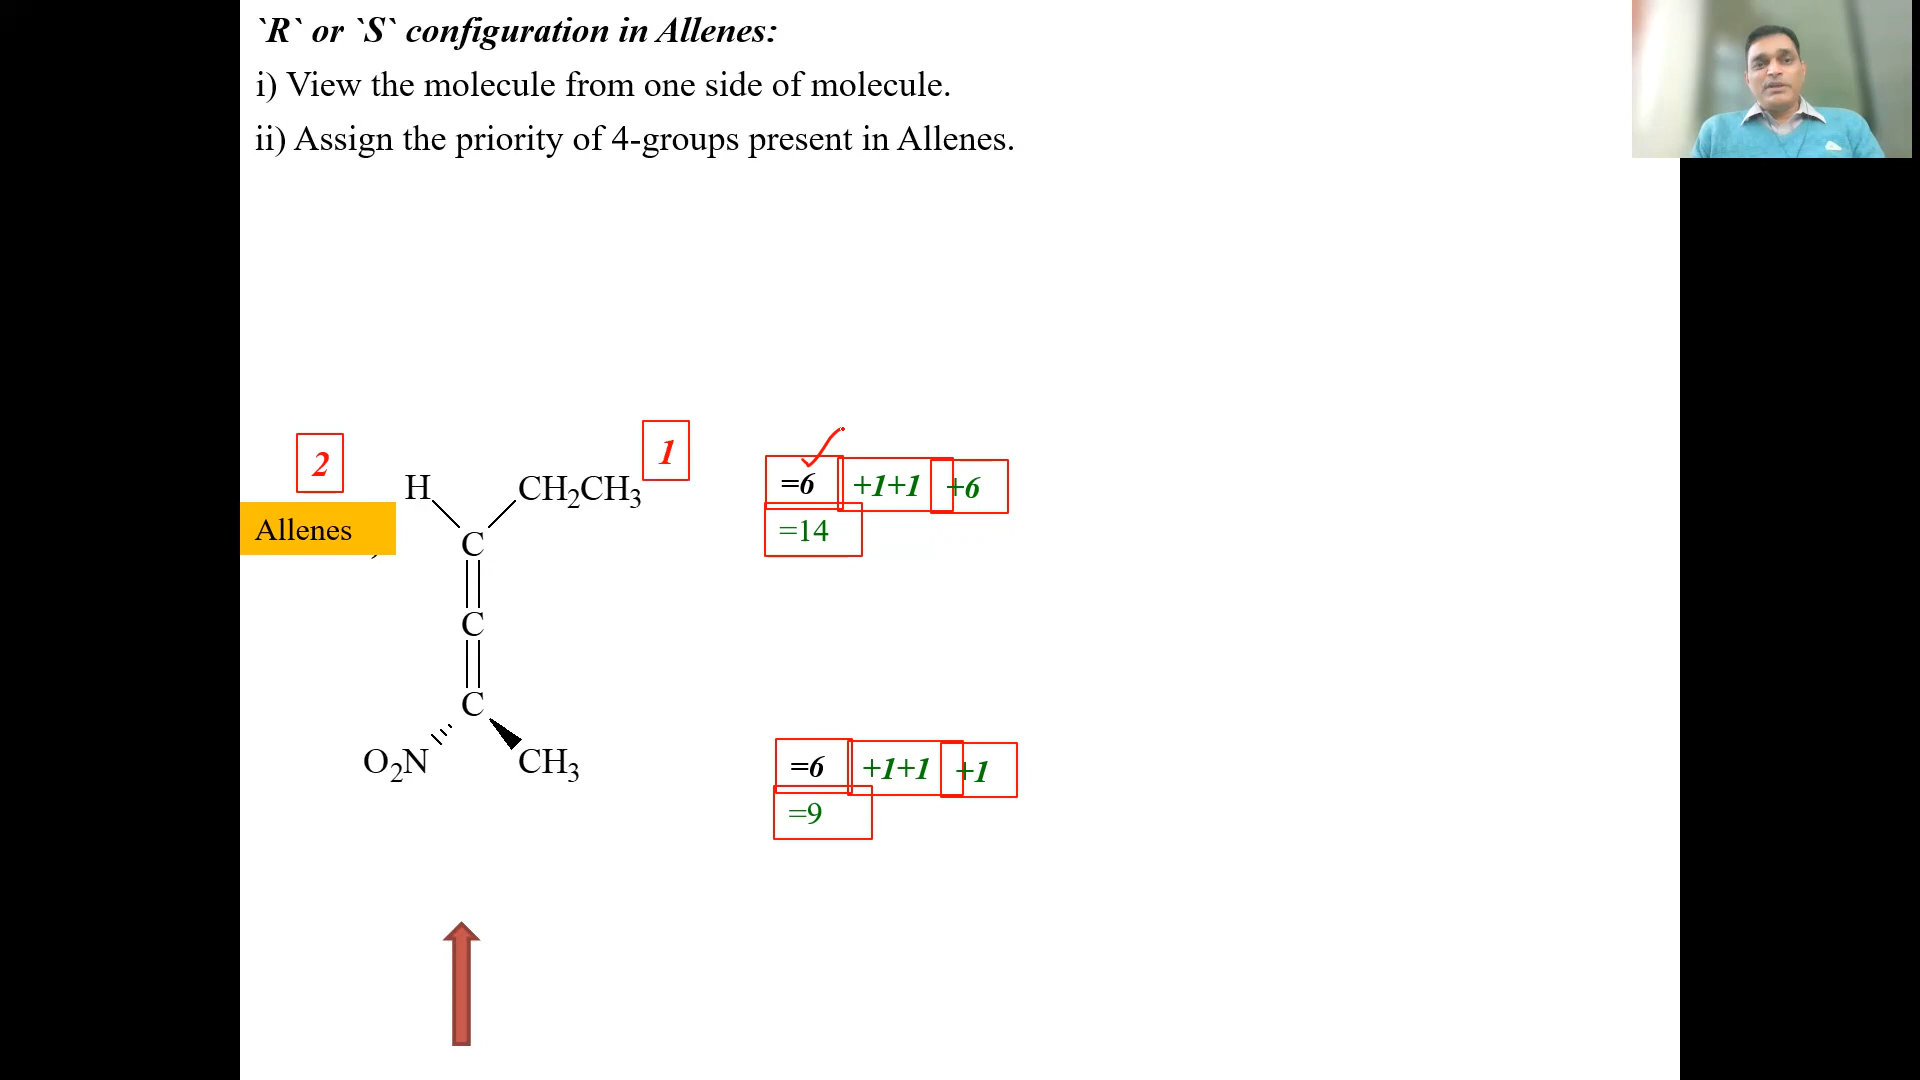 `R` or `S` configuration in Allenes:
i) View the molecule from one side of molecule.
ii) Assign the priority of 4-groups present in Allenes.
2
1
H
CH2CH3
=6 +1+1 +6
=14
Allenes
C
C
C
O2N
CH3
=6 +1+1 +1
=9